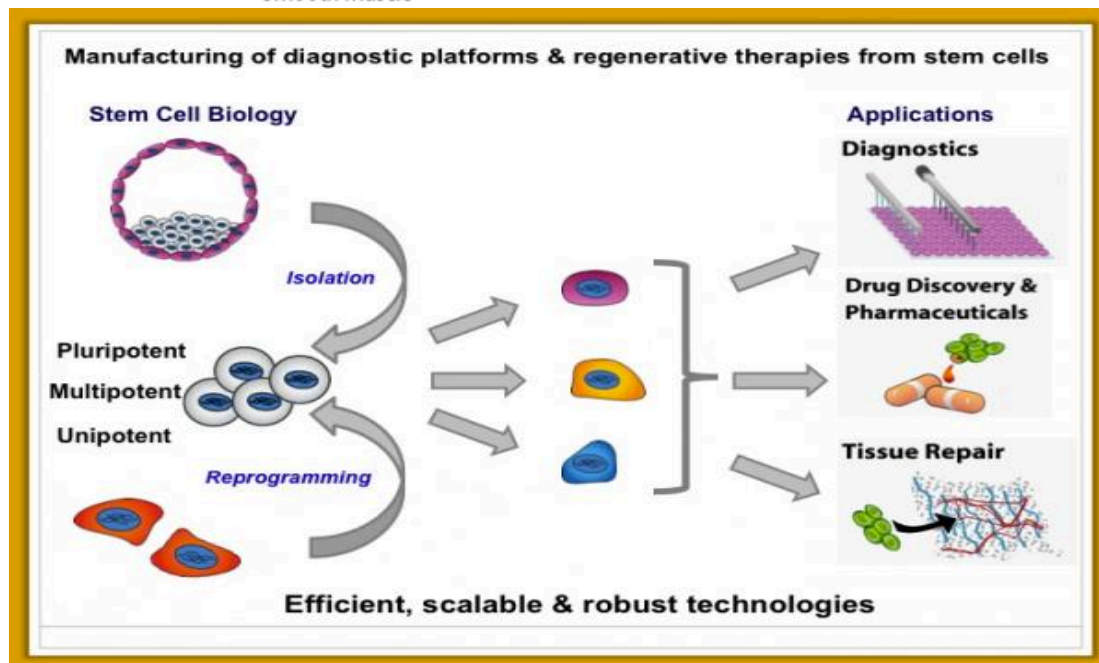 Manufacturing of diagnostic platforms & regenerative therapies from stem cells
Stem Cell Biology
Isolation
Pluripotent
Multipotent
Unipotent
Reprogramming
Applications
Diagnostics
Drug Discovery &
Pharmaceuticals
Tissue Repair
Efficient, scalable & robust technologies